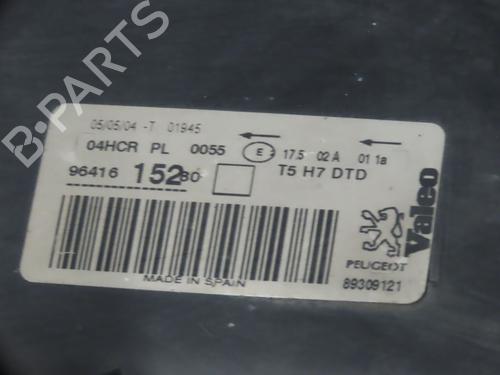 B-PARTS
05/05/04 -T 01945
04HCR PL 0055 E 17.5 02A 01 1a
96416 152 80 T5 H7 DTD
Valeo
PEUGEOT
MADE IN SPAIN
89309121